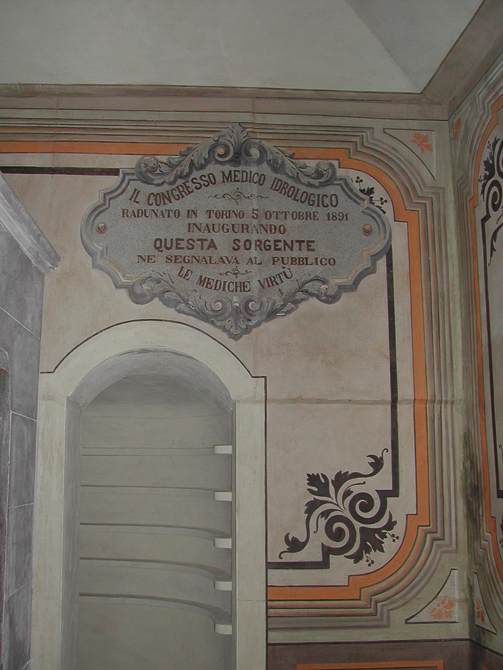 IL CONGRESSO MEDICO IDROLOGICO
RADUNATO IN TORINO 5 OTTOBRE 1891
INAUGURANDO
QUESTA SORGENTE
NE SEGNALAVA AL PUBBLICO
LE MEDICHE VIRTÙ